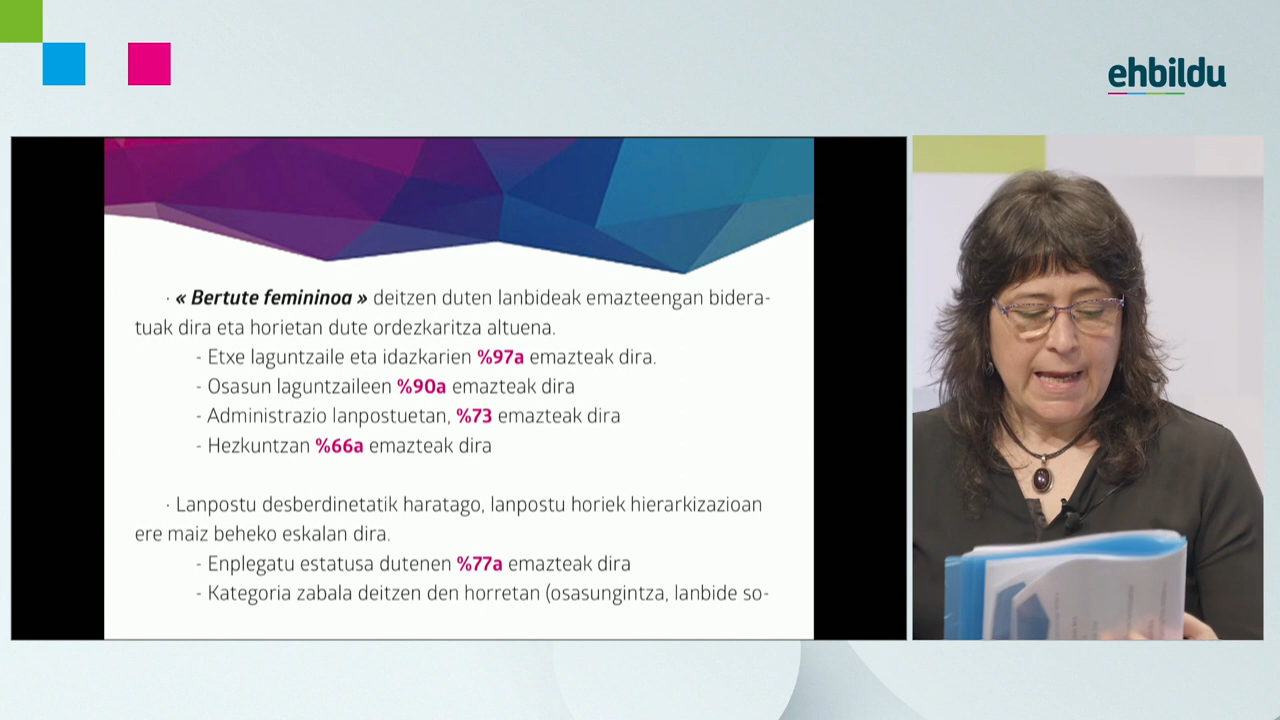 ehbildu
· « Bertute femininoa » deitzen duten lanbideak emazteengan bidera-
tuak dira eta horietan dute ordezkaritza altuena.
- Etxe laguntzaile eta idazkarien %97a emazteak dira.
- Osasun laguntzaileen %90a emazteak dira
- Administrazio lanpostuetan, %73 emazteak dira
- Hezkuntzan %66a emazteak dira
· Lanpostu desberdinetatik haratago, lanpostu horiek hierarkizazioan
ere maiz beheko eskalan dira.
- Enplegatu estatusa dutenen %77a emazteak dira
- Kategoria zabala deitzen den horretan (osasungintza, lanbide so-